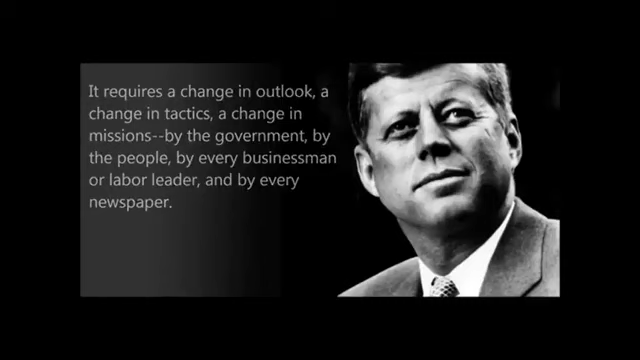 It requires a change in outlook, a
change in tactics, a change in
missions--by the government, by
the people, by every businessman
or labor leader, and by every
newspaper.